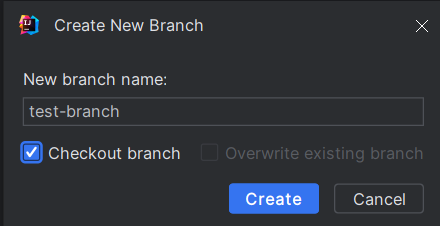 Create New Branch
New branch name:
test-branch
Checkout branch Overwrite existing branch
Create Cancel